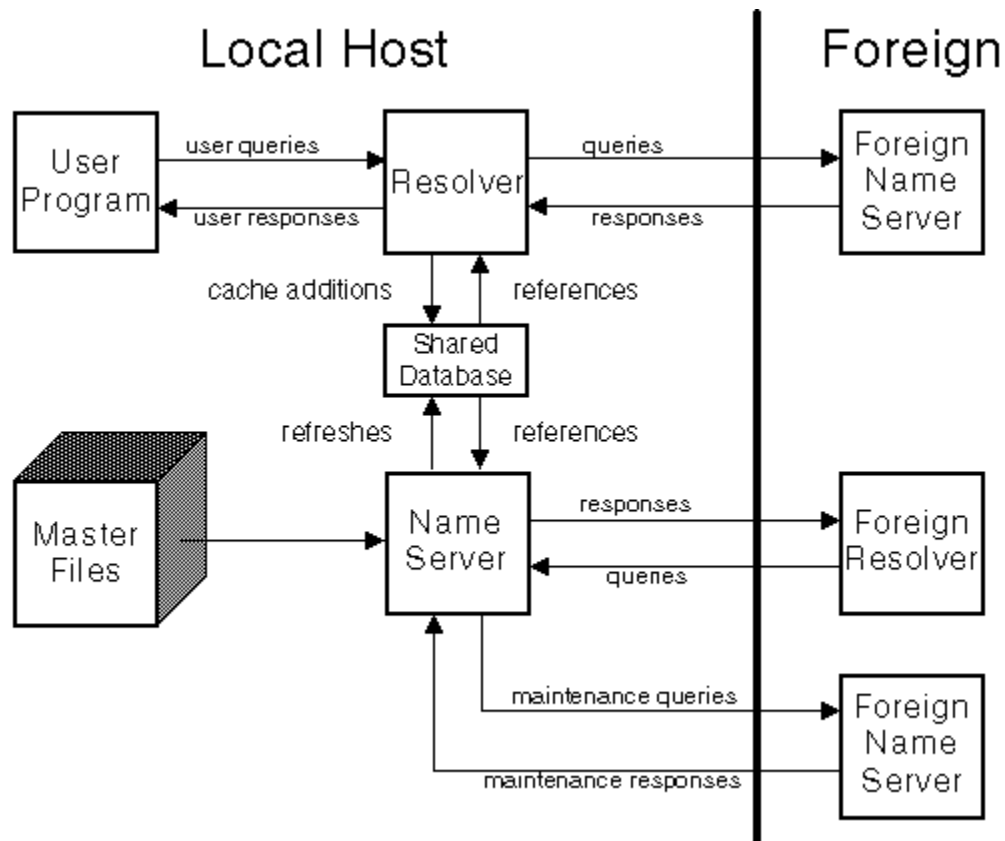 Local Host
Foreign
User
Program
user queries
user responses
Resolver
queries
responses
Foreign
Name
Server
cache additions
references
Shared
Database
refreshes
references
Master
Files
Name
Server
responses
queries
Foreign
Resolver
maintenance queries
maintenance responses
Foreign
Name
Server